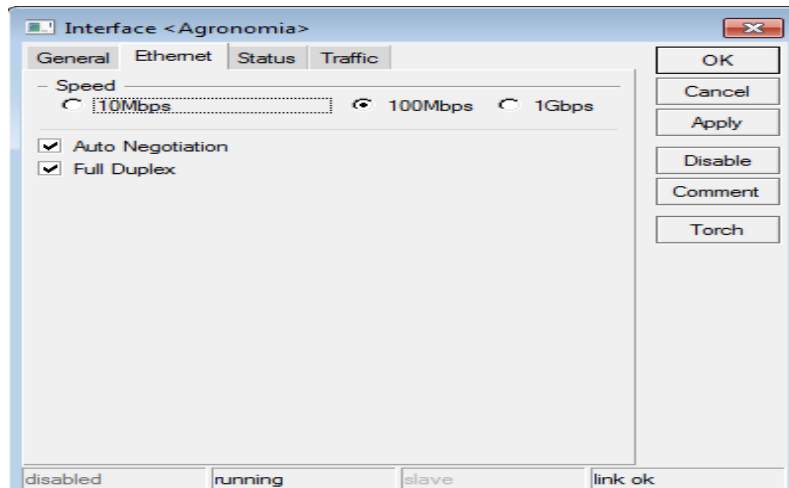 Interface <Agronomia>
General Ethernet Status Traffic
Speed
10Mbps 100Mbps 1Gbps
Auto Negotiation
Full Duplex
OK
Cancel
Apply
Disable
Comment
Torch
disabled running slave link ok